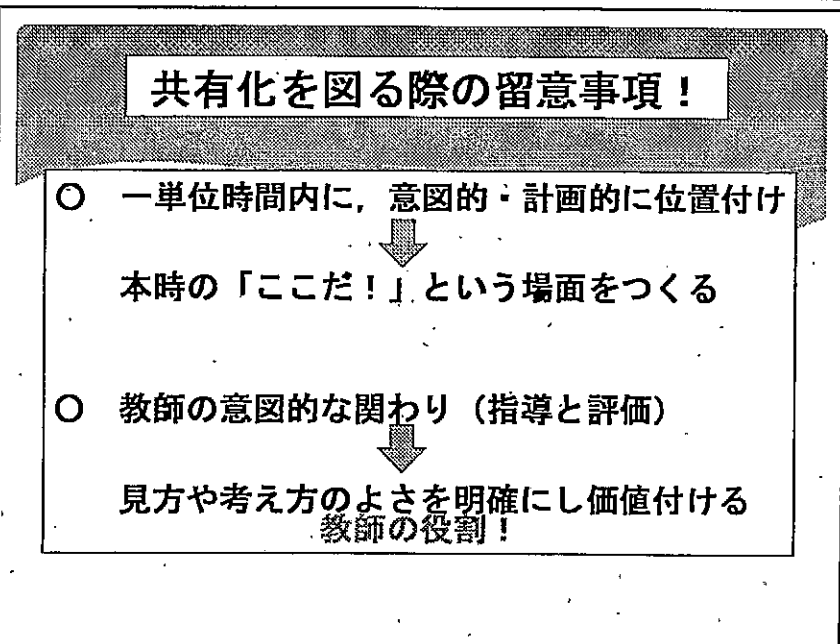 共有化を図る際の留意事項！
○　一単位時間内に，意図的・計画的に位置付け
本時の「ここだ！」という場面をつくる
○　教師の意図的な関わり（指導と評価）
見方や考え方のよさを明確にし価値付ける
教師の役割！